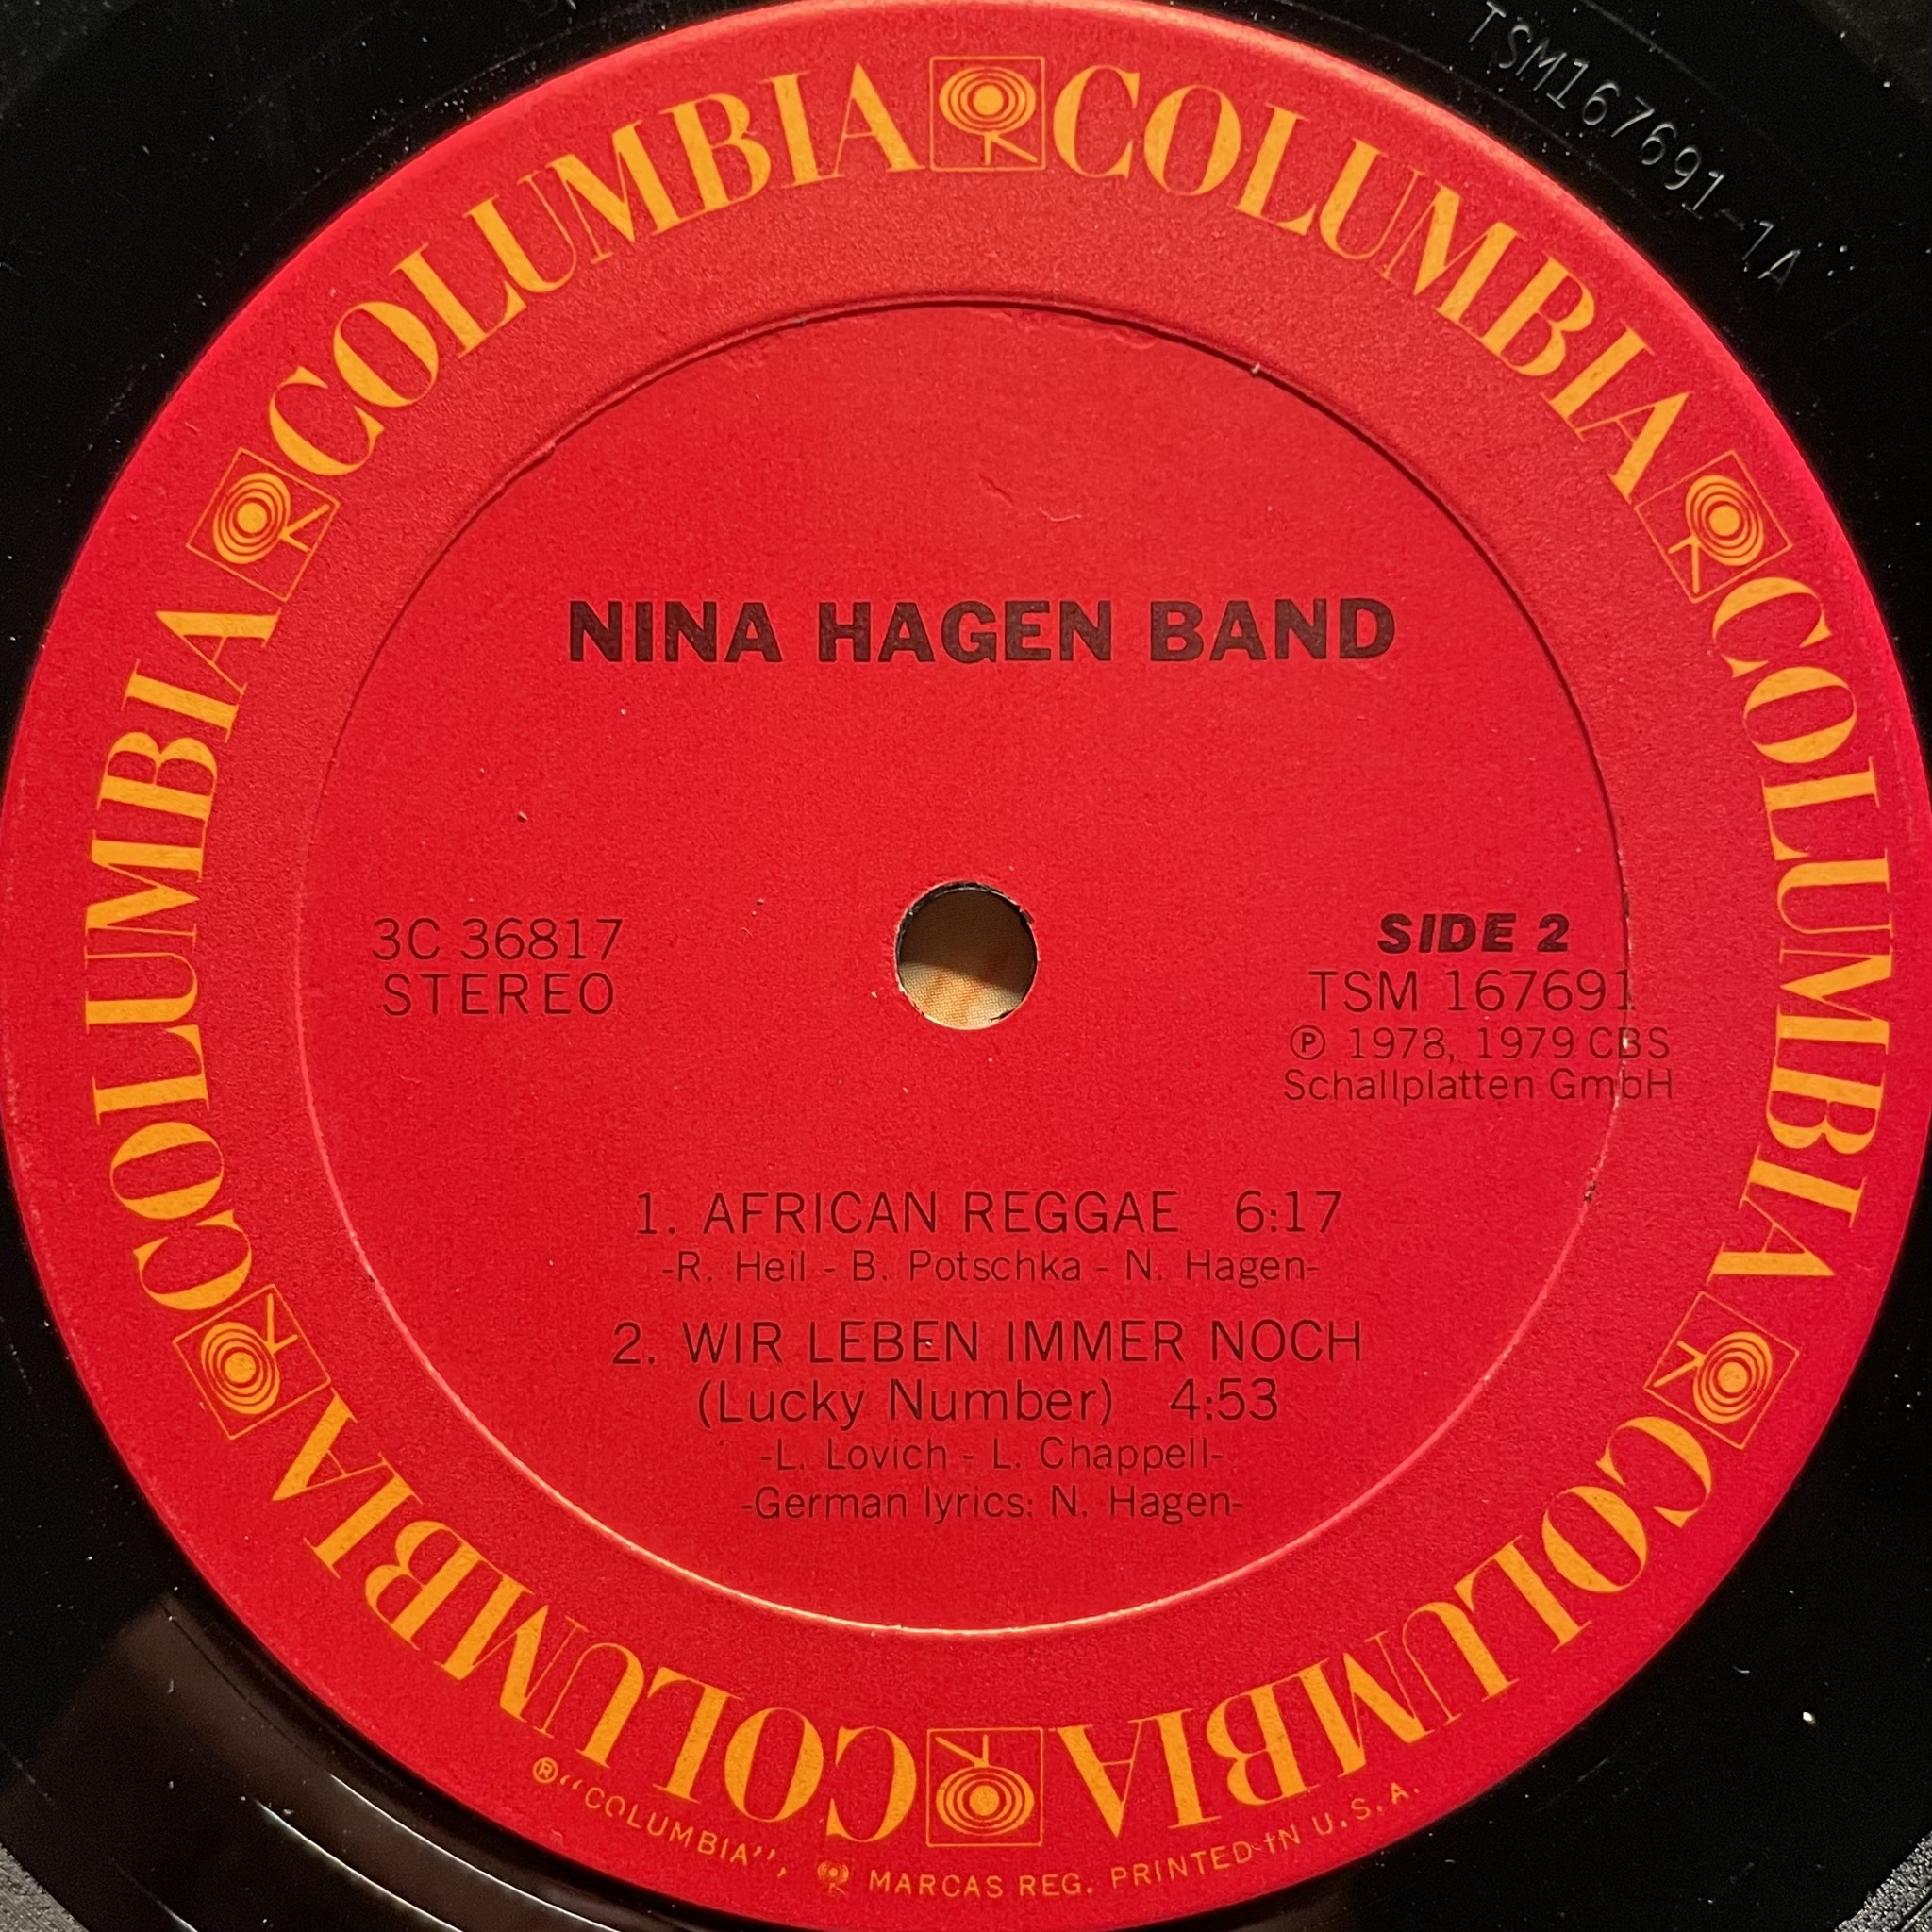 COLUMBIA COLUMBIA COLUMBIA COLUMBIA COLUMBIA COLUMBIA
TSM167691-1A
NINA HAGEN BAND
3C 36817
STEREO
SIDE 2
TSM 167691
Ⓟ 1978, 1979 CBS
Schallplatten GmbH
1. AFRICAN REGGAE 6:17
-R. Heil - B. Potschka - N. Hagen-
2. WIR LEBEN IMMER NOCH
(Lucky Number) 4:53
-L. Lovich - L. Chappell-
-German lyrics: N. Hagen-
®"COLUMBIA", MARCAS REG. PRINTED IN U.S.A.